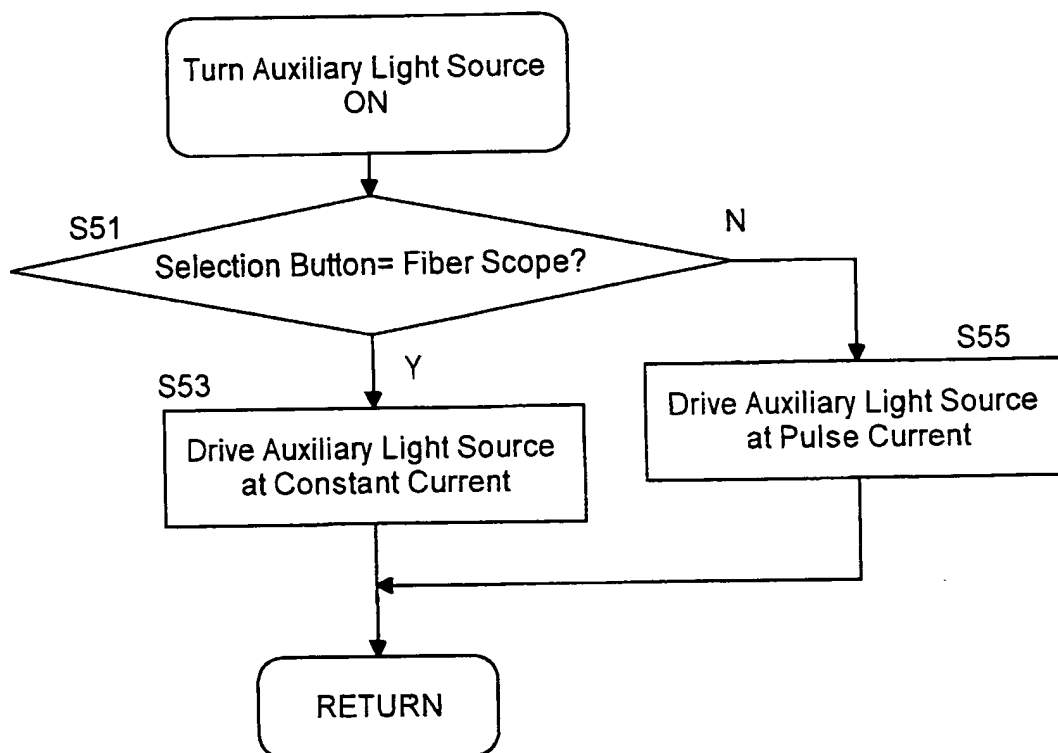 Turn Auxiliary Light Source
ON
S51
N
Selection Button= Fiber Scope?
Y
S53
S55
Drive Auxiliary Light Source
at Constant Current
Drive Auxiliary Light Source
at Pulse Current
RETURN